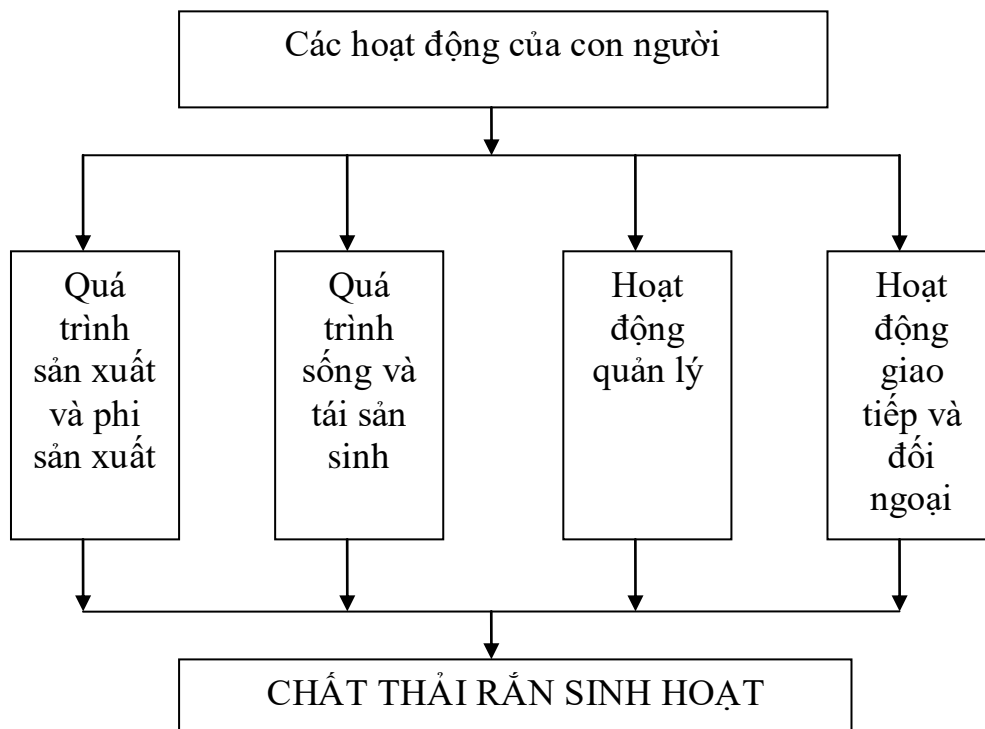 Các hoạt động của con người
Quá
trình
sản xuất
và phi
sản xuất
Quá
trình
sống và
tái sản
sinh
Hoạt
động
quản lý
Hoạt
động
giao
tiếp và
đối
ngoại
CHẤT THẢI RẮN SINH HOẠT